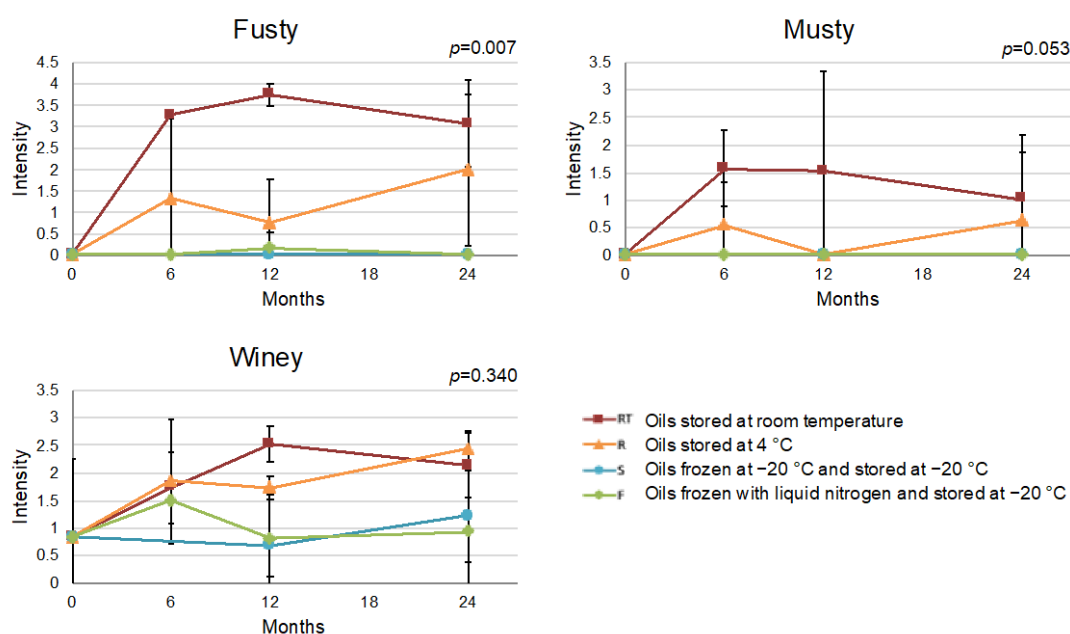 Fusty
p=0.007
4.5
4
3.5
3
2.5
2
1.5
1
0.5
0
Intensity
0 6 12 18 24
Months
Musty
p=0.053
3.5
3
2.5
2
1.5
1
0.5
0
Intensity
0 6 12 18 24
Months
Winey
p=0.340
3.5
3
2.5
2
1.5
1
0.5
0
Intensity
0 6 12 18 24
Months
RT Oils stored at room temperature
R Oils stored at 4 °C
S Oils frozen at −20 °C and stored at −20 °C
F Oils frozen with liquid nitrogen and stored at −20 °C